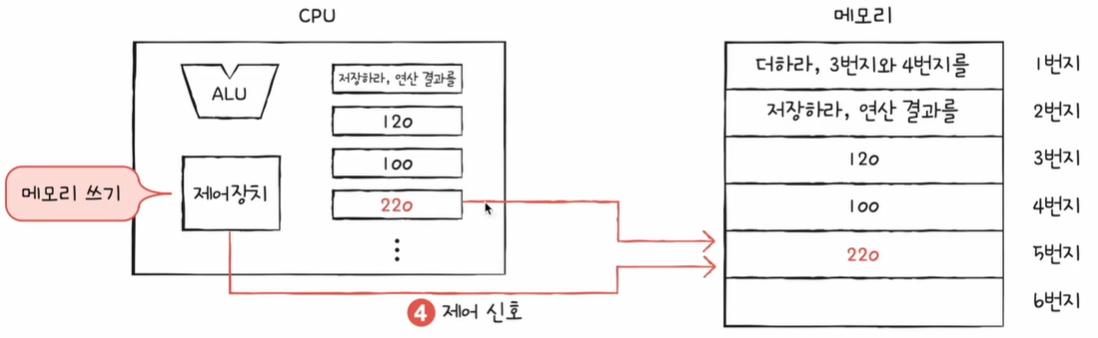 CPU
메모리
ALU
저장하라, 연산 결과를
120
100
220
⋮
제어장치
메모리 쓰기
4 제어 신호
더하라, 3번지와 4번지를
1번지
저장하라, 연산 결과를
2번지
120
3번지
100
4번지
220
5번지
6번지